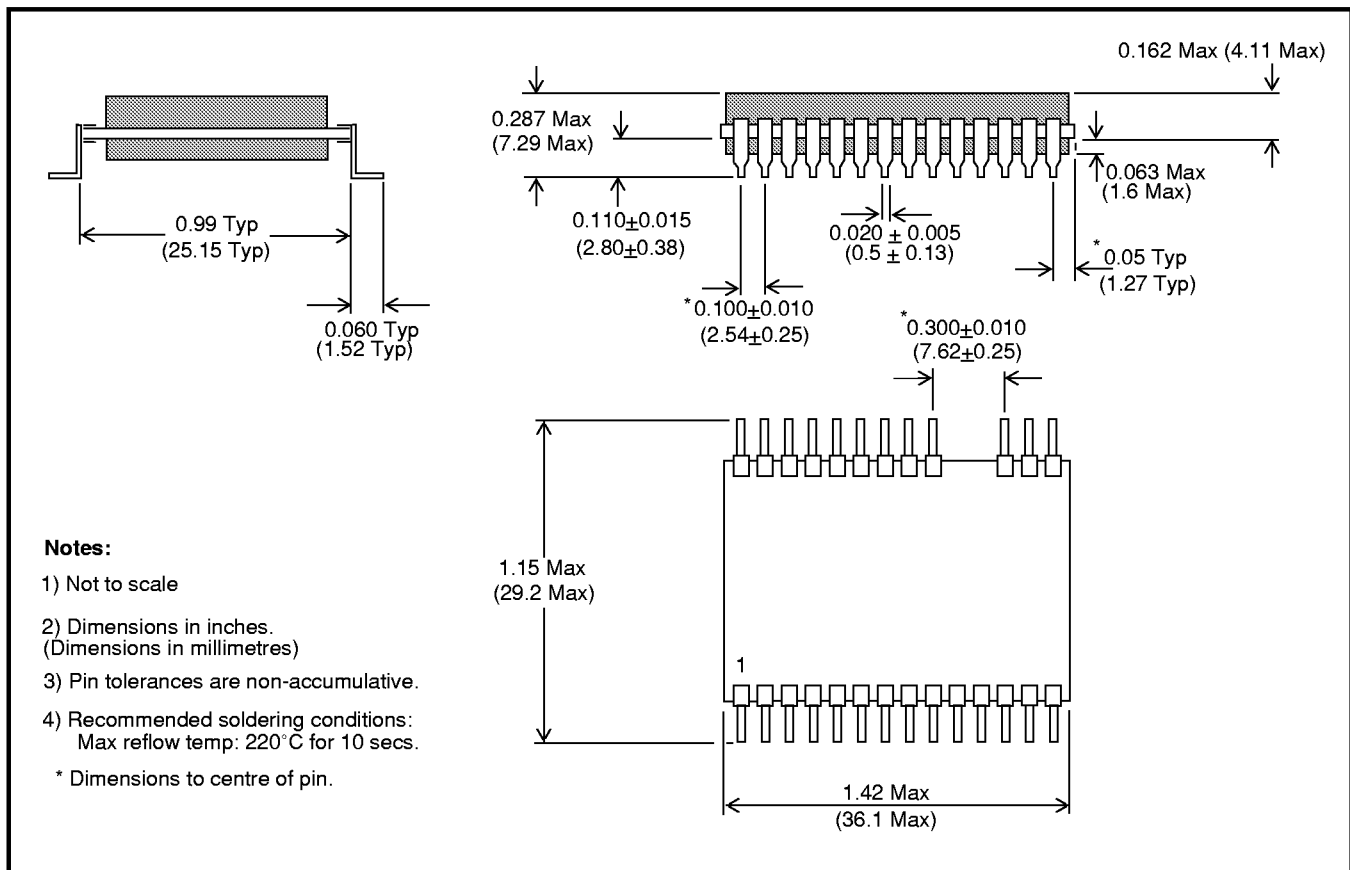 0.162 Max (4.11 Max)
0.287 Max
(7.29 Max)
0.063 Max
(1.6 Max)
0.99 Typ
(25.15 Typ)
0.110±0.015
(2.80±0.38)
0.020 ± 0.005
(0.5 ± 0.13)
* 0.05 Typ
(1.27 Typ)
0.060 Typ
(1.52 Typ)
* 0.100±0.010
(2.54±0.25)
* 0.300±0.010
(7.62±0.25)
1.15 Max
(29.2 Max)
1
1.42 Max
(36.1 Max)
Notes:
1) Not to scale
2) Dimensions in inches.
(Dimensions in millimetres)
3) Pin tolerances are non-accumulative.
4) Recommended soldering conditions:
Max reflow temp: 220°C for 10 secs.
* Dimensions to centre of pin.